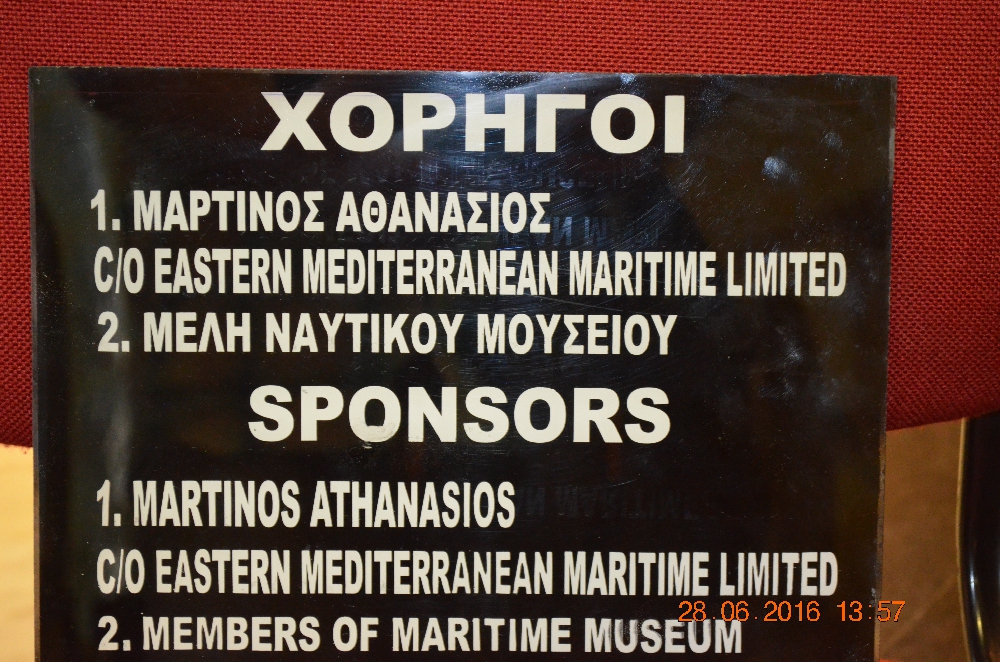 ΧΟΡΗΓΟΙ
1. ΜΑΡΤΙΝΟΣ ΑΘΑΝΑΣΙΟΣ
C/O EASTERN MEDITERRANEAN MARITIME LIMITED
2. ΜΕΛΗ ΝΑΥΤΙΚΟΥ ΜΟΥΣΕΙΟΥ
SPONSORS
1. MARTINOS ATHANASIOS
C/O EASTERN MEDITERRANEAN MARITIME LIMITED
28.06.2016 13:57
2. MEMBERS OF MARITIME MUSEUM